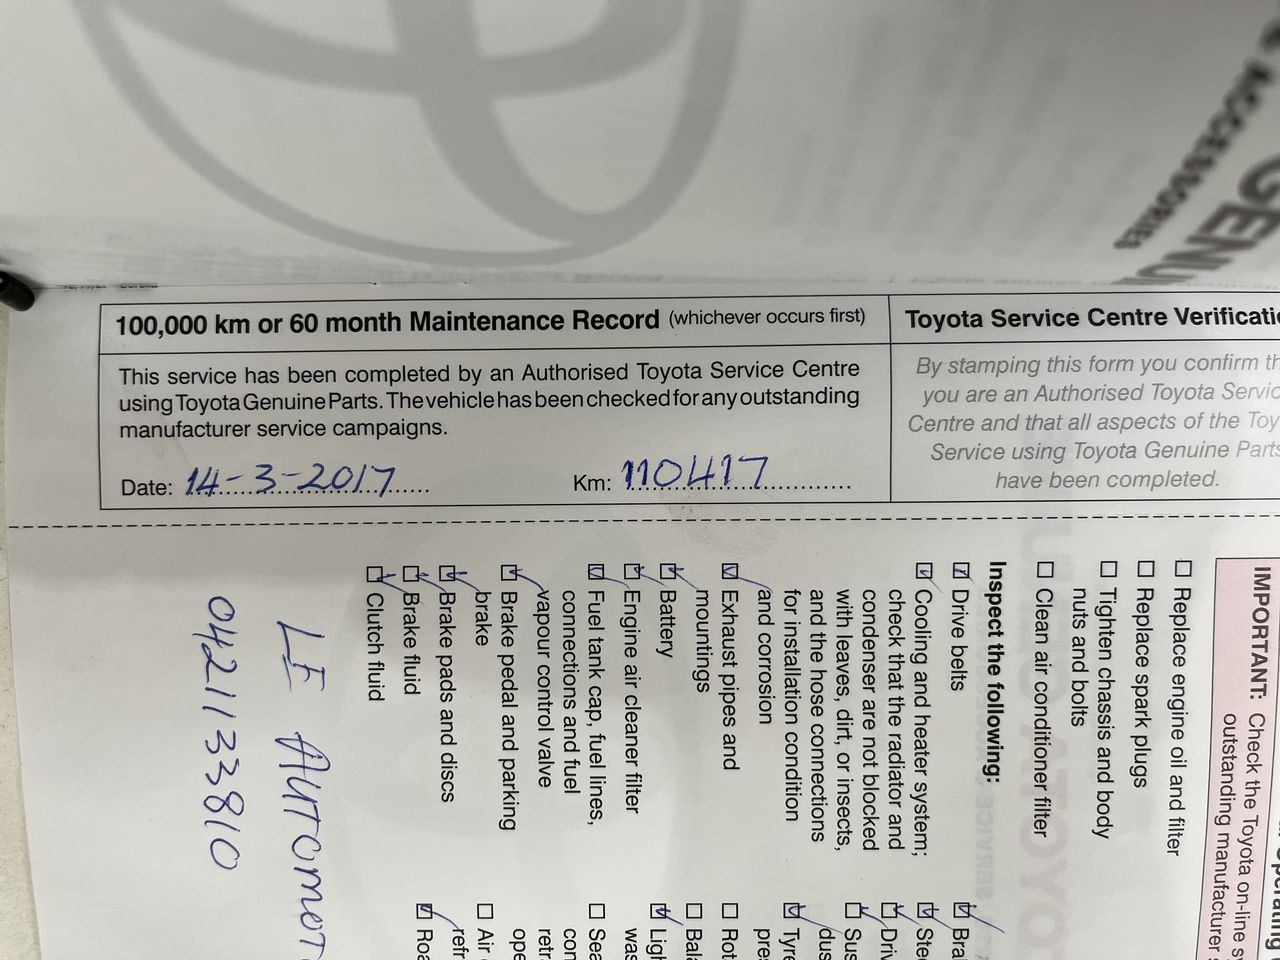 ACCESSORIES
100,000 km or 60 month Maintenance Record (whichever occurs first)
This service has been completed by an Authorised Toyota Service Centre
using Toyota Genuine Parts. The vehicle has been checked for any outstanding
manufacturer service campaigns.
Date: 14-3-2017 Km: 110417
Toyota Service Centre
By stamping this form you confirm
you are an Authorised Toyota
Centre and that all aspects of the
Service using Toyota Genuine Parts
have been completed.
IMPORTANT: Check the Toyota on-line
outstanding manufacturer
☐ Replace engine oil and filter
☐ Replace spark plugs
☐ Tighten chassis and body
nuts and bolts
☐ Clean air conditioner filter
Inspect the following:
☑ Drive belts
☑ Cooling and heater system;
check that the radiator and
condenser are not blocked
with leaves, dirt, or insects,
and the hose connections
for installation condition
and corrosion
☑ Exhaust pipes and
mountings
☑ Battery
☑ Engine air cleaner filter
☑ Fuel tank cap, fuel lines,
connections and fuel
vapour control valve
☑ Brake pedal and parking
brake
☑ Brake pads and discs
☑ Brake fluid
☑ Clutch fluid
LF AUTOMOT
0421133810